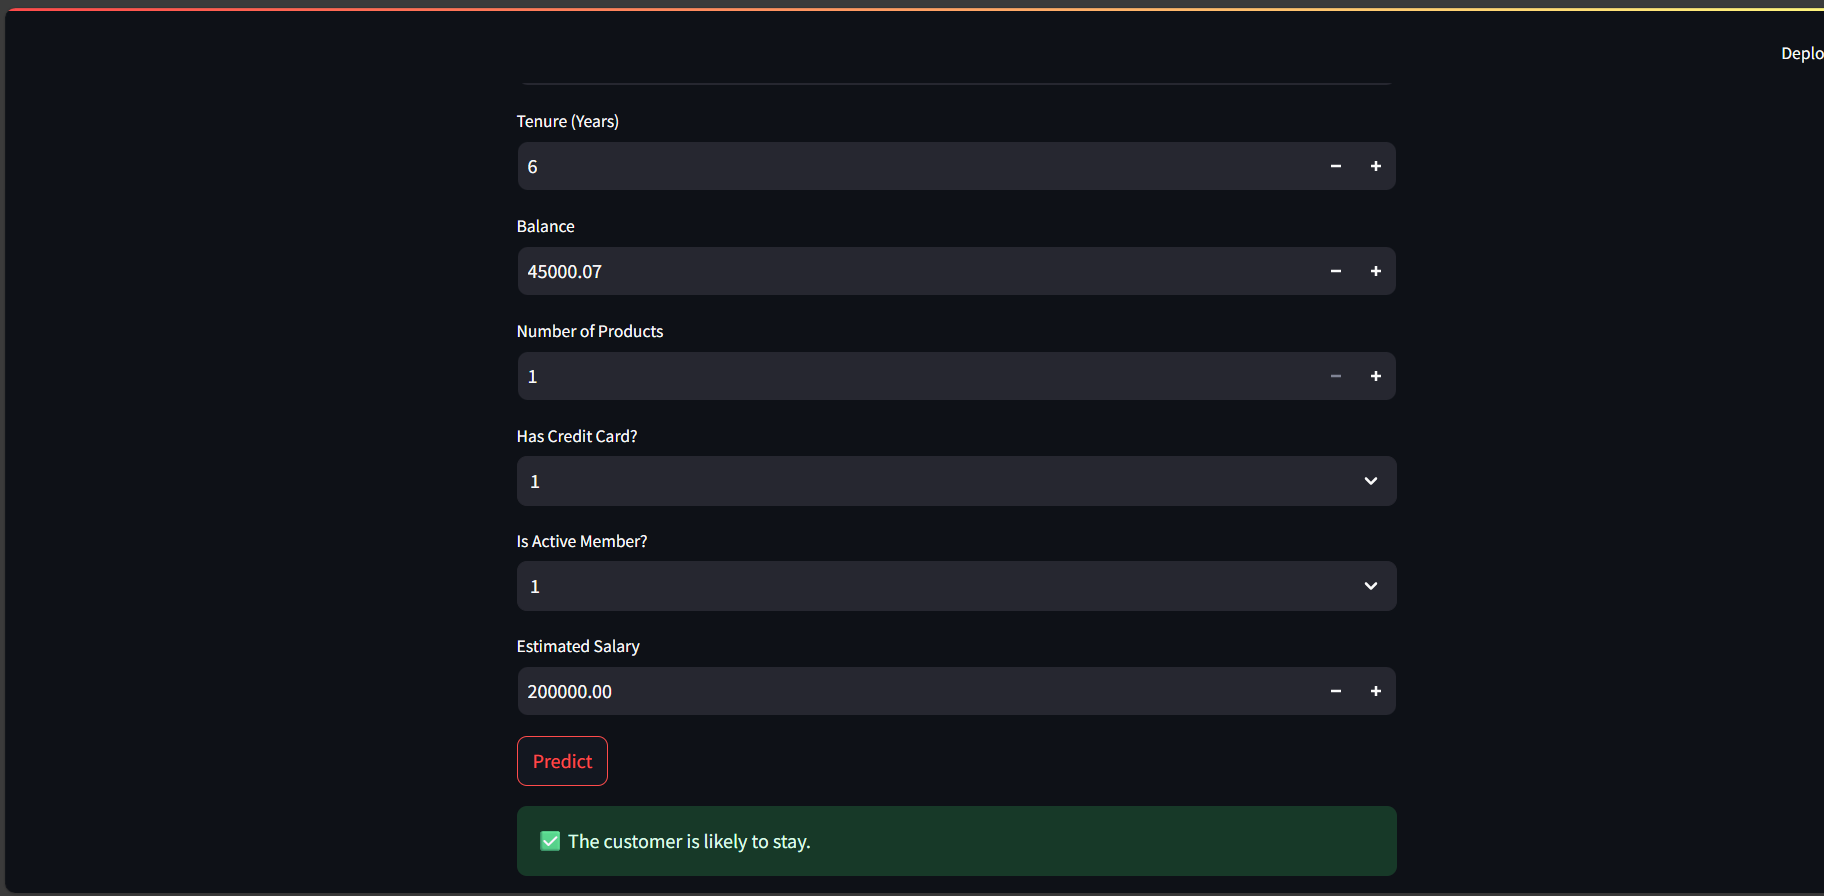 Deplo
Tenure (Years)
6
Balance
45000.07
Number of Products
1
Has Credit Card?
1
Is Active Member?
1
Estimated Salary
200000.00
Predict
✅ The customer is likely to stay.